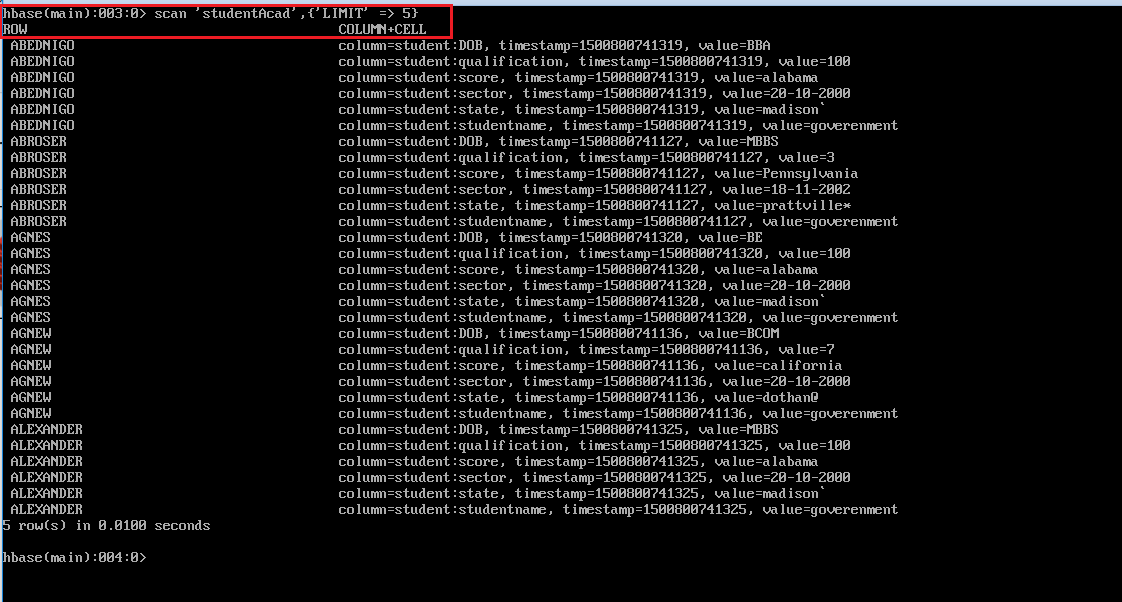 hbase(main):003:0> scan 'studentAcad',{'LIMIT' => 5}
ROW COLUMN+CELL
ABEDNIGO column=student:DOB, timestamp=1500800741319, value=BBA
ABEDNIGO column=student:qualification, timestamp=1500800741319, value=100
ABEDNIGO column=student:score, timestamp=1500800741319, value=alabama
ABEDNIGO column=student:sector, timestamp=1500800741319, value=20-10-2000
ABEDNIGO column=student:state, timestamp=1500800741319, value=madison`
ABEDNIGO column=student:studentname, timestamp=1500800741319, value=goverenment
ABROSER column=student:DOB, timestamp=1500800741127, value=MBBS
ABROSER column=student:qualification, timestamp=1500800741127, value=3
ABROSER column=student:score, timestamp=1500800741127, value=Pennsylvania
ABROSER column=student:sector, timestamp=1500800741127, value=18-11-2002
ABROSER column=student:state, timestamp=1500800741127, value=prattville*
ABROSER column=student:studentname, timestamp=1500800741127, value=government
AGNES column=student:DOB, timestamp=1500800741320, value=BE
AGNES column=student:qualification, timestamp=1500800741320, value=100
AGNES column=student:score, timestamp=1500800741320, value=alabama
AGNES column=student:sector, timestamp=1500800741320, value=20-10-2000
AGNES column=student:state, timestamp=1500800741320, value=madison`
AGNES column=student:studentname, timestamp=1500800741320, value=goverenment
AGNEW column=student:DOB, timestamp=1500800741136, value=BCOM
AGNEW column=student:qualification, timestamp=1500800741136, value=7
AGNEW column=student:score, timestamp=1500800741136, value=california
AGNEW column=student:sector, timestamp=1500800741136, value=20-10-2000
AGNEW column=student:state, timestamp=1500800741136, value=dothan@
AGNEW column=student:studentname, timestamp=1500800741136, value=goverenment
ALEXANDER column=student:DOB, timestamp=1500800741325, value=MBBS
ALEXANDER column=student:qualification, timestamp=1500800741325, value=100
ALEXANDER column=student:score, timestamp=1500800741325, value=alabama
ALEXANDER column=student:sector, timestamp=1500800741325, value=20-10-2000
ALEXANDER column=student:state, timestamp=1500800741325, value=madison`
ALEXANDER column=student:studentname, timestamp=1500800741325, value=goverenment
5 row(s) in 0.0100 seconds
hbase(main):004:0>